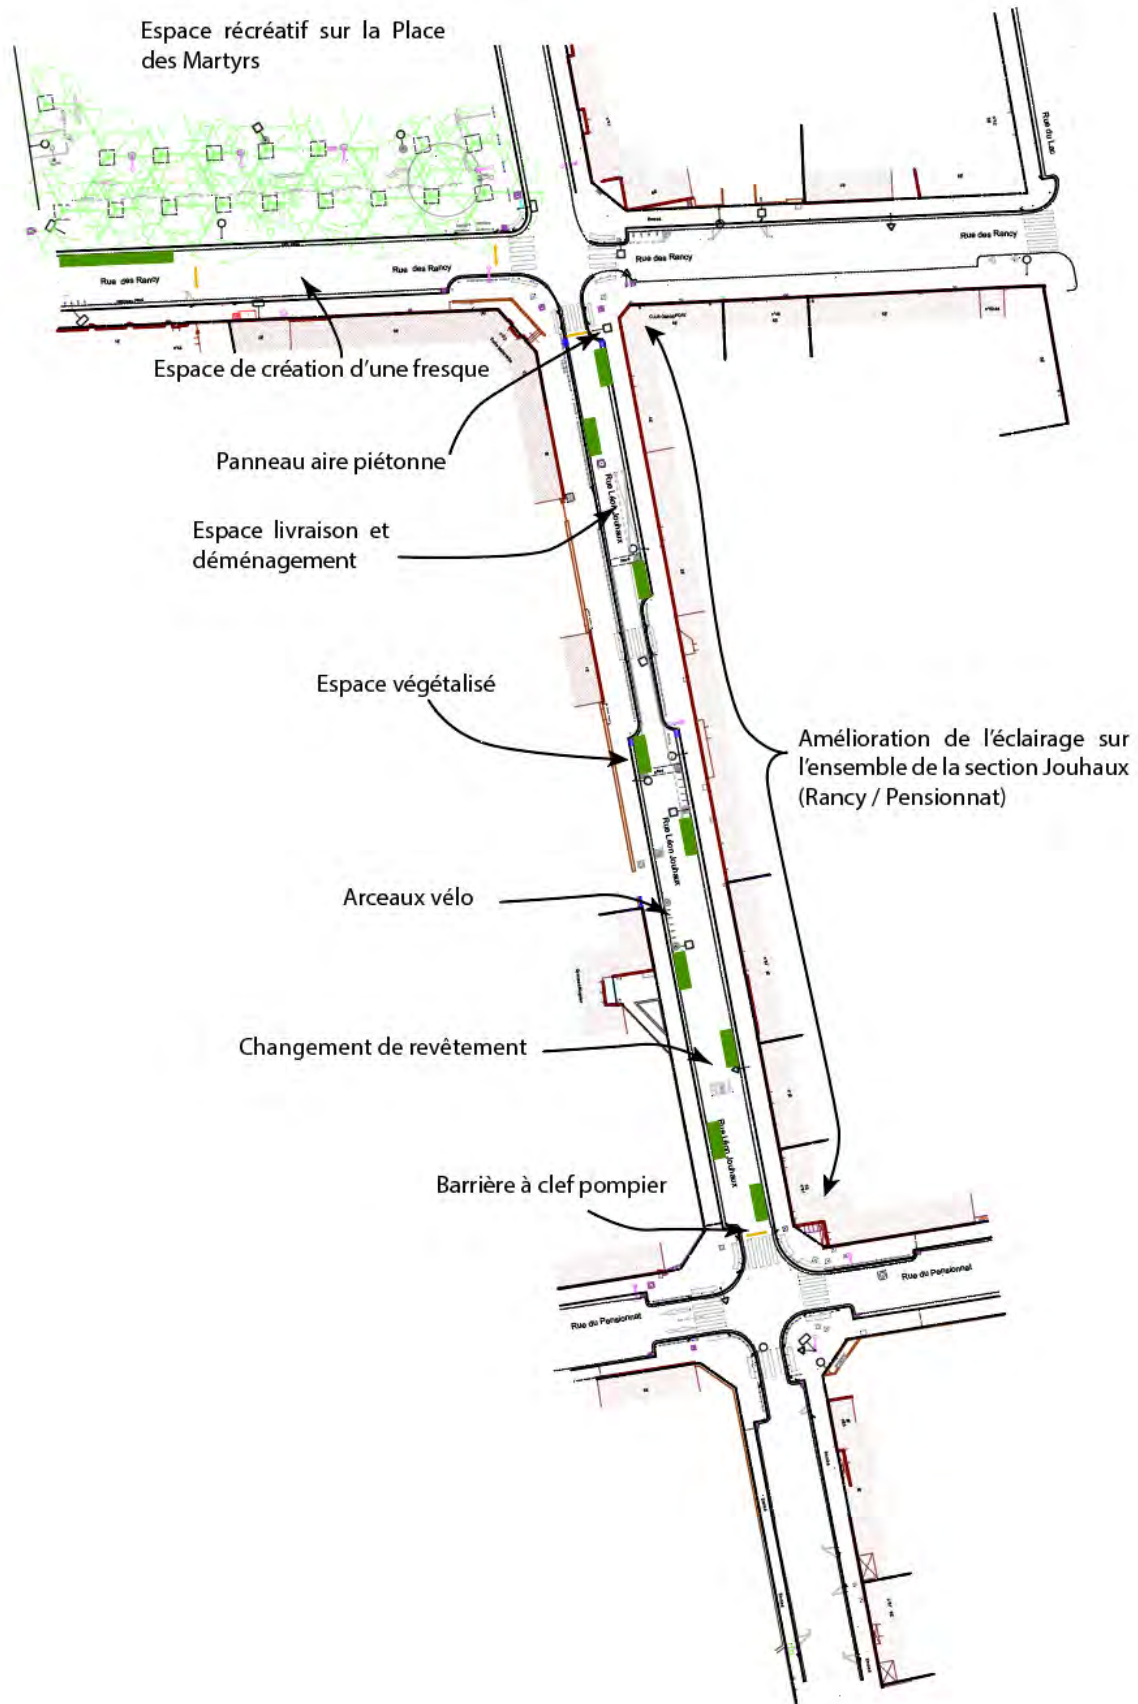 Espace récréatif sur la Place
des Martyrs
Rue du Lac
Rue des Rancy
Rue des Rancy
Rue des Rancy
Rue des Rancy
Espace de création d'une fresque
Panneau aire piétonne
Rue Léon Jouhaux
Espace livraison et
déménagement
Espace végétalisé
Amélioration de l'éclairage sur
l'ensemble de la section Jouhaux
(Rancy / Pensionnat)
Rue Léon Jouhaux
Arceaux vélo
Changement de revêtement
Rue Léon Jouhaux
Barrière à clef pompier
Rue du Pensionnat
Rue du Pensionnat